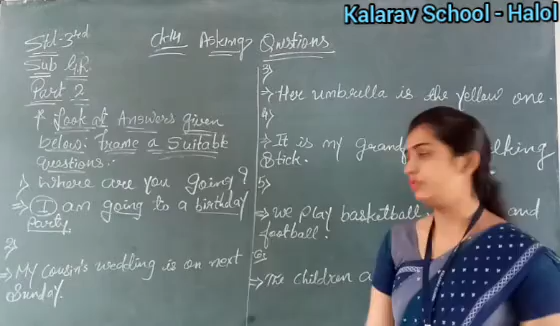 Kalarav School - Halol
Std-3rd
Ch-14 Asking Questions
Sub GR
Part 2
* Look at Answers given
below. Frame a Suitable
questions:-
1) Where are you going?
→ I am going to a birthday
Party.
2)
→ My cousin's wedding is on next
Sunday.
3)
→ Her umbrella is the yellow one.
4)
→ It is my
Stick.
5)
→ We play basketball and
football.
6)
→ The children